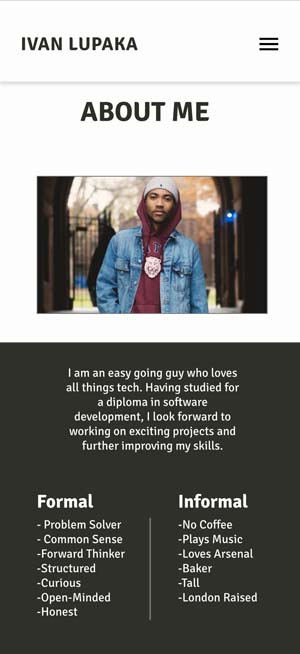 IVAN LUPAKA
ABOUT ME
I am an easy going guy who loves
all things tech. Having studied for
a diploma in software
development, I look forward to
working on exciting projects and
further improving my skills.
Formal
- Problem Solver
- Common Sense
-Forward Thinker
-Structured
-Curious
-Open-Minded
-Honest
Informal
-No Coffee
-Plays Music
-Loves Arsenal
-Baker
-Tall
-London Raised